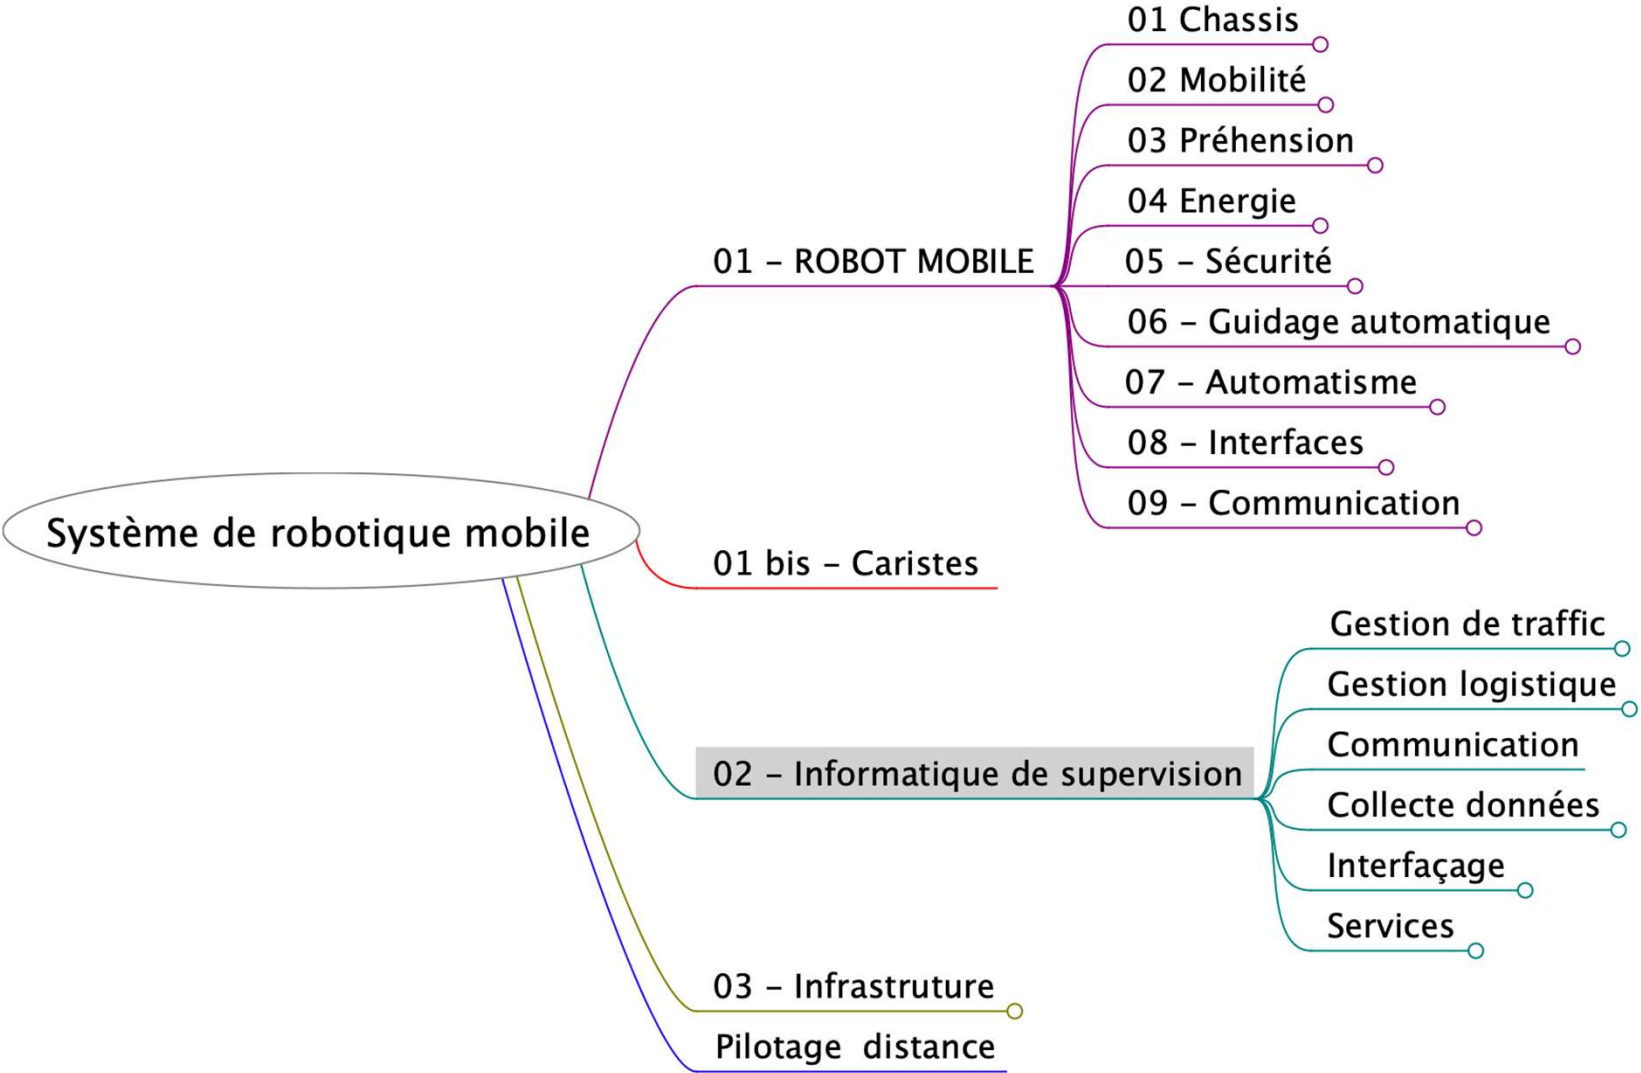 01 Chassis
02 Mobilité
03 Préhension
04 Energie
01 – ROBOT MOBILE
05 – Sécurité
06 – Guidage automatique
07 – Automatisme
08 – Interfaces
09 – Communication
Système de robotique mobile
01 bis – Caristes
Gestion de traffic
Gestion logistique
Communication
02 – Informatique de supervision
Collecte données
Interfaçage
Services
03 – Infrastruture
Pilotage  distance